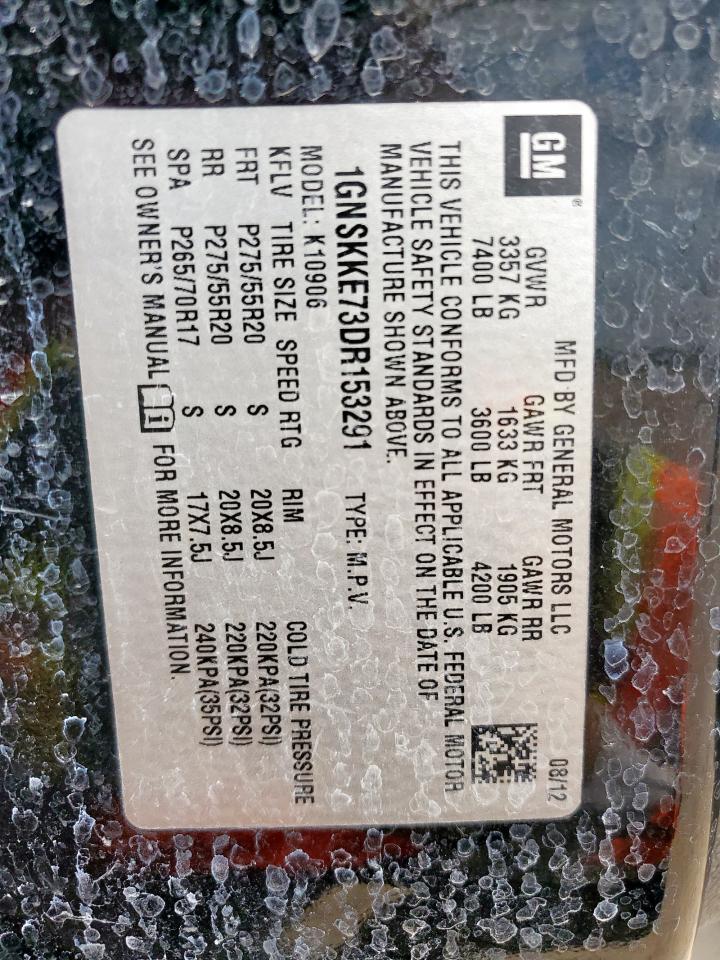 GM®
MFD BY GENERAL MOTORS LLC 08/12
GVWR GAWR FRT GAWR RR
3357 KG 1633 KG 1905 KG
7400 LB 3600 LB 4200 LB
THIS VEHICLE CONFORMS TO ALL APPLICABLE U.S. FEDERAL MOTOR
VEHICLE SAFETY STANDARDS IN EFFECT ON THE DATE OF
MANUFACTURE SHOWN ABOVE.
1GNSKKE73DR153291 TYPE: M.P.V.
MODEL: K10906
KFLV TIRE SIZE SPEED RTG RIM COLD TIRE PRESSURE
FRT P275/55R20 S 20X8.5J 220KPA(32PSI)
RR P275/55R20 S 20X8.5J 220KPA(32PSI)
SPA P265/70R17 S 17X7.5J 240KPA(35PSI)
SEE OWNER'S MANUAL i FOR MORE INFORMATION.